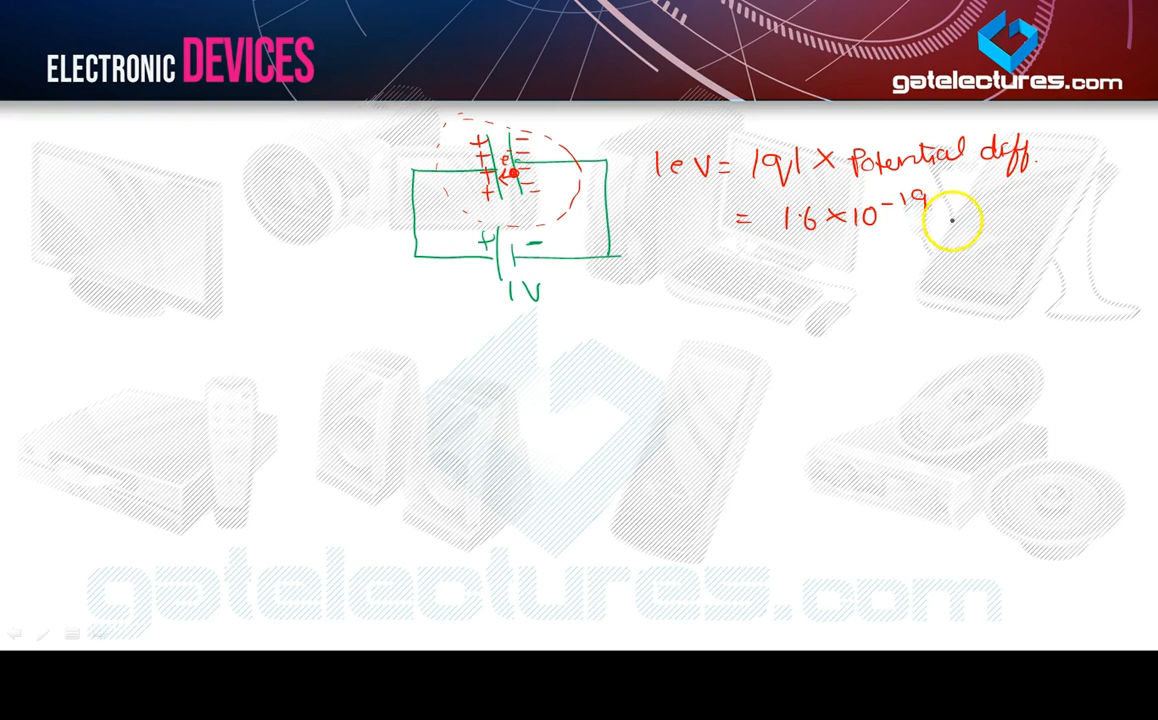 ELECTRONIC DEVICES
gatelectures.com
+ + + +
e
+ -
1V
1eV = |q| × Potential diff.
= 1.6 × 10⁻¹⁹
gatelectures.com